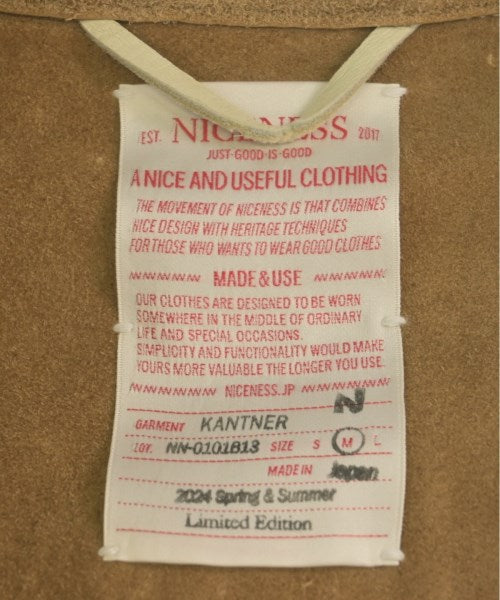 EST. NICENESS 2017
JUST-GOOD-IS-GOOD
A NICE AND USEFUL CLOTHING
THE MOVEMENT OF NICENESS IS THAT COMBINES
NICE DESIGN WITH HERITAGE TECHNIQUES
FOR THOSE WHO WANTS TO WEAR GOOD CLOTHES
MADE & USE
OUR CLOTHES ARE DESIGNED TO BE WORN
SOMEWHERE IN THE MIDDLE OF ORDINARY
LIFE AND SPECIAL OCCASIONS.
SIMPLICITY AND FUNCTIONALITY WOULD MAKE
YOURS MORE VALUABLE THE LONGER YOU USE.
NICENESS.JP
N
GARMENT KANTNER
LOT. NN-0101B13 SIZE S M L
MADE IN Japan
2024 Spring & Summer
Limited Edition